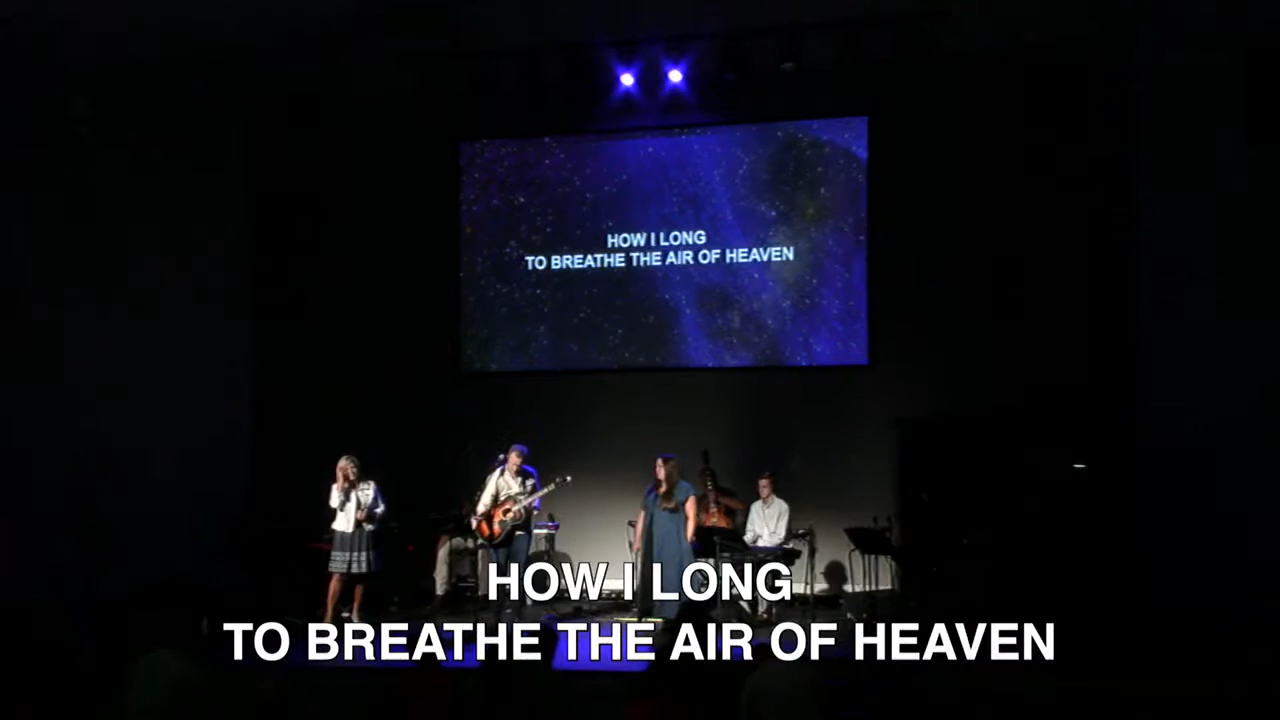 HOW I LONG
TO BREATHE THE AIR OF HEAVEN
HOW I LONG
TO BREATHE THE AIR OF HEAVEN